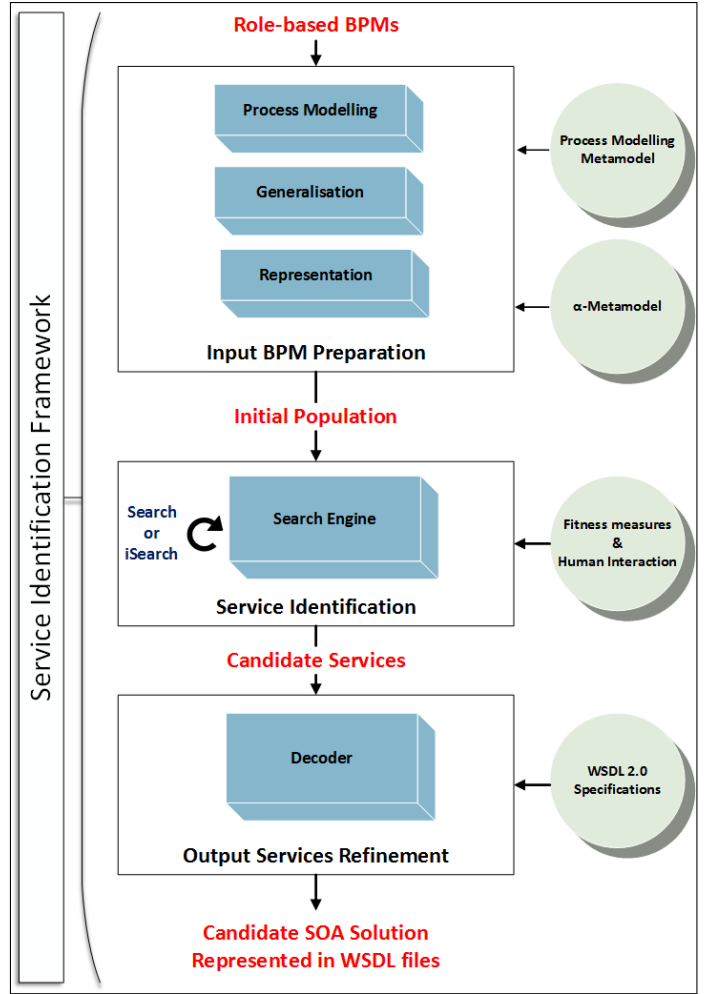 Service Identification Framework
Role-based BPMs
Process Modelling
Generalisation
Representation
Input BPM Preparation
Process Modelling
Metamodel
α-Metamodel
Initial Population
Search
or
iSearch
Search Engine
Service Identification
Fitness measures
&
Human Interaction
Candidate Services
Decoder
Output Services Refinement
WSDL 2.0
Specifications
Candidate SOA Solution
Represented in WSDL files